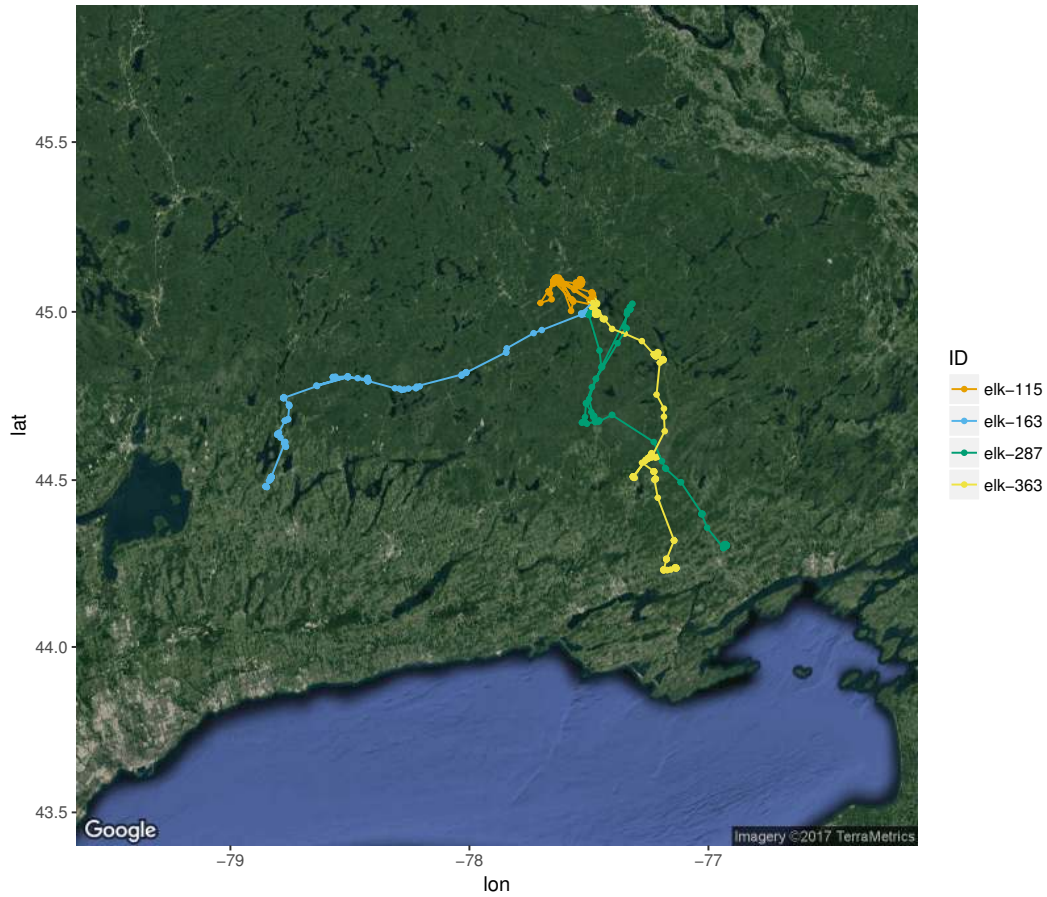 45.5
45.0
44.5
44.0
43.5
lat
−79
−78
−77
lon
ID
elk−115
elk−163
elk−287
elk−363
Google
Imagery ©2017 TerraMetrics